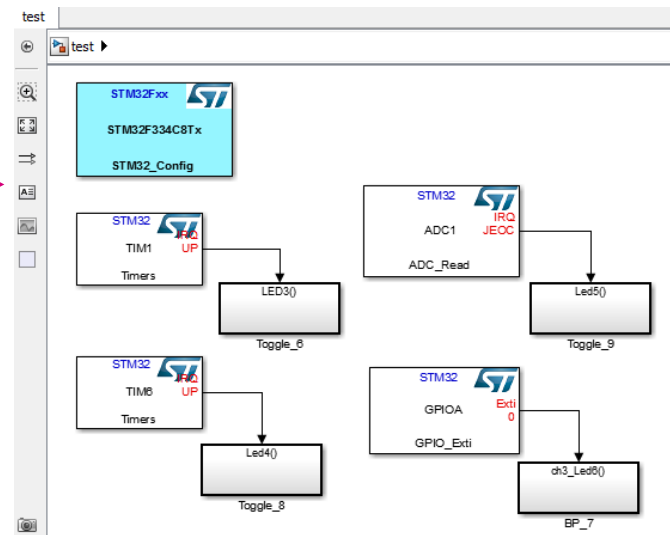 test
test
STM32Fxx
STM32F334C8Tx
STM32_Config
STM32
TIM1
IRQ
UP
Timers
LED3()
Toggle_6
STM32
ADC1
IRQ
JEOC
ADC_Read
Led5()
Toggle_9
STM32
TIM6
IRQ
UP
Timers
Led4()
Toggle_8
STM32
GPIOA
Exti
0
GPIO_Exti
ch3_Led6()
BP_7